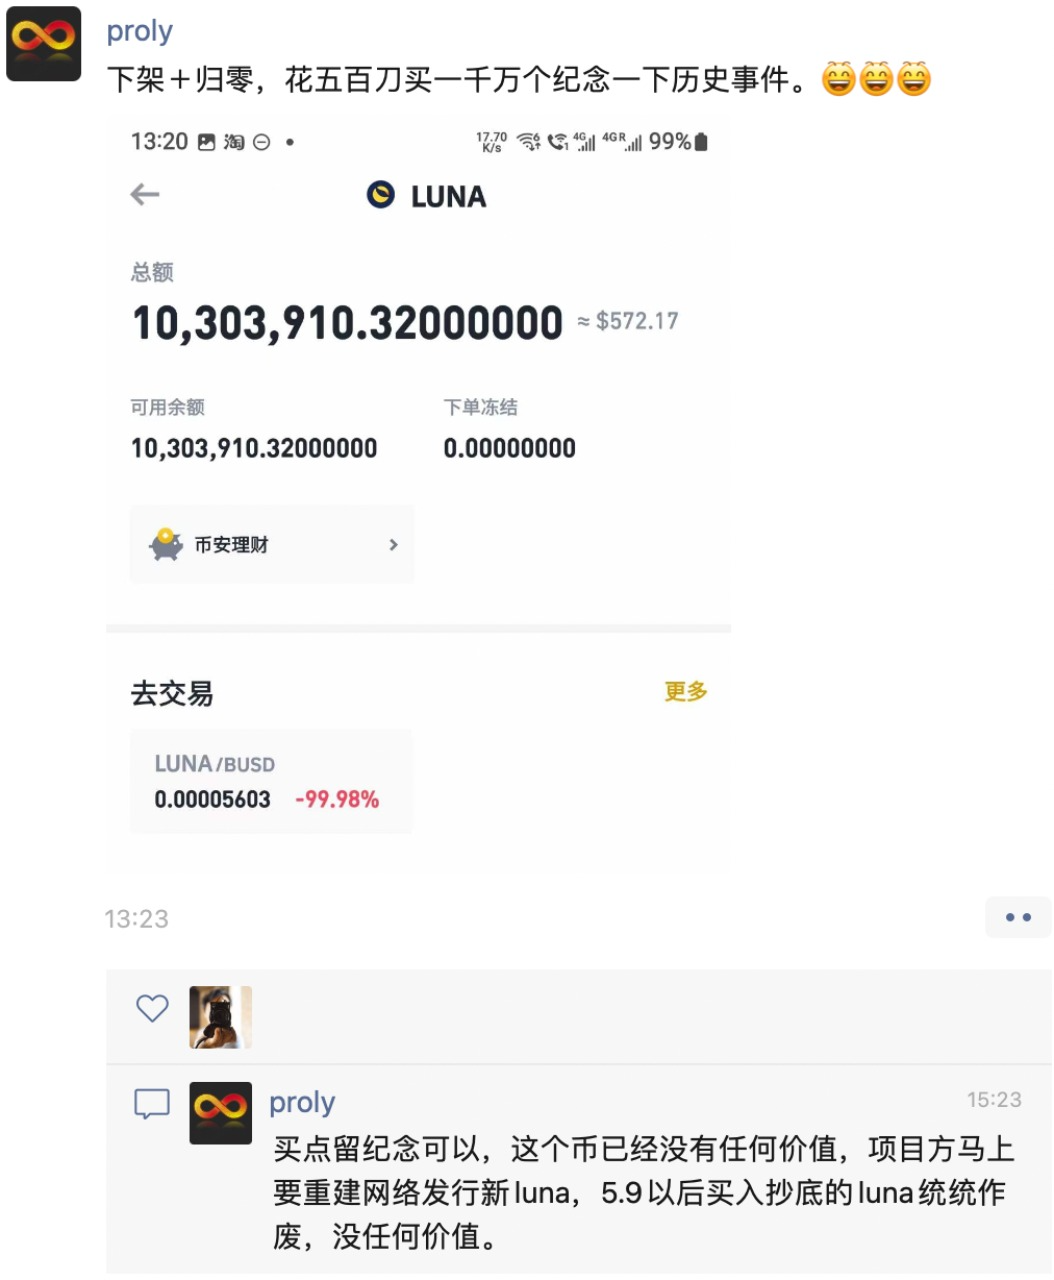 proly
下架+归零，花五百刀买一千万个纪念一下历史事件。😆😆😆
13:20 淘 17.70 K/s 6 1 4G 4GR 99%
LUNA
总额
10,303,910.32000000 ≈ $572.17
可用余额 下单冻结
10,303,910.32000000 0.00000000
币安理财
去交易 更多
LUNA/BUSD
0.00005603 -99.98%
13:23
proly 15:23
买点留纪念可以，这个币已经没有任何价值，项目方马上
要重建网络发行新luna，5.9以后买入抄底的luna统统作
废，没任何价值。